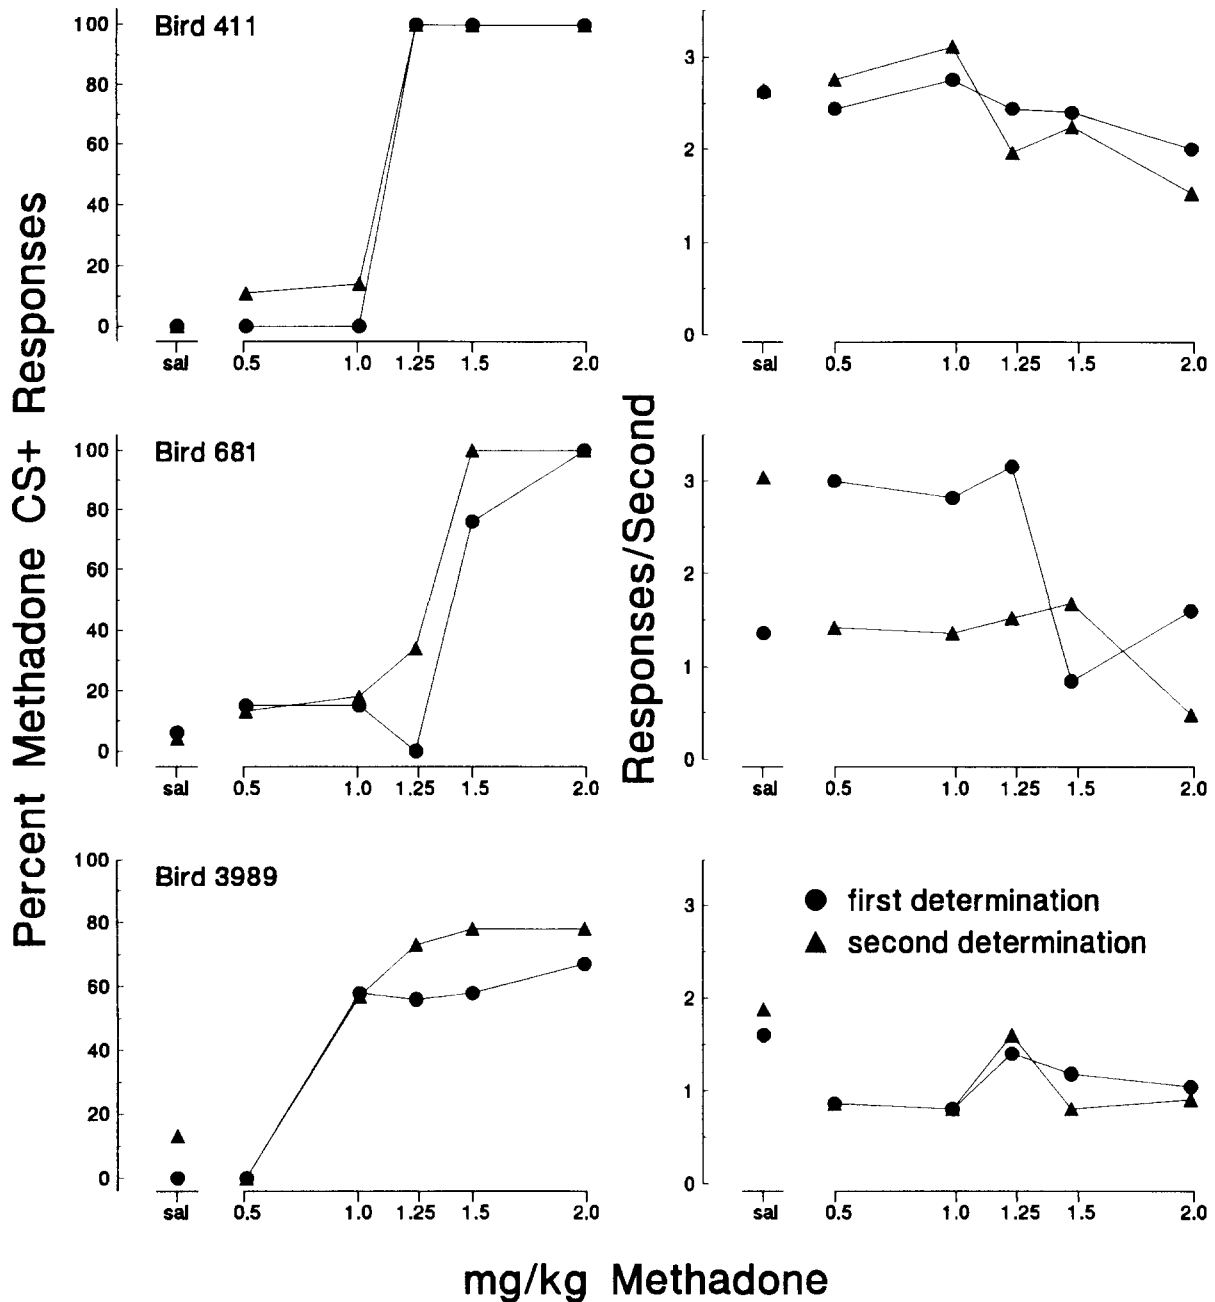 Percent Methadone CS+ Responses
Bird 411
100
80
60
40
20
0
sal 0.5 1.0 1.25 1.5 2.0
3
2
1
0
sal 0.5 1.0 1.25 1.5 2.0
Bird 681
100
80
60
40
20
0
sal 0.5 1.0 1.25 1.5 2.0
Responses/Second
3
2
1
0
sal 0.5 1.0 1.25 1.5 2.0
Bird 3989
100
80
60
40
20
0
sal 0.5 1.0 1.25 1.5 2.0
first determination
second determination
3
2
1
0
sal 0.5 1.0 1.25 1.5 2.0
mg/kg Methadone